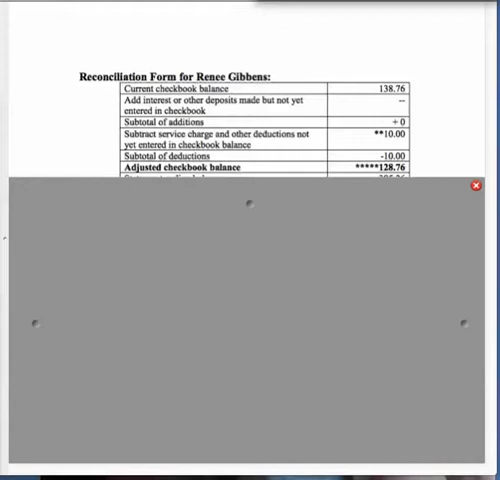 Reconciliation Form for Renee Gibbens:
Current checkbook balance 138.76
Add interest or other deposits made but not yet --
entered in checkbook
Subtotal of additions + 0
Subtract service charge and other deductions not **10.00
yet entered in checkbook balance
Subtotal of deductions -10.00
Adjusted checkbook balance *****128.76